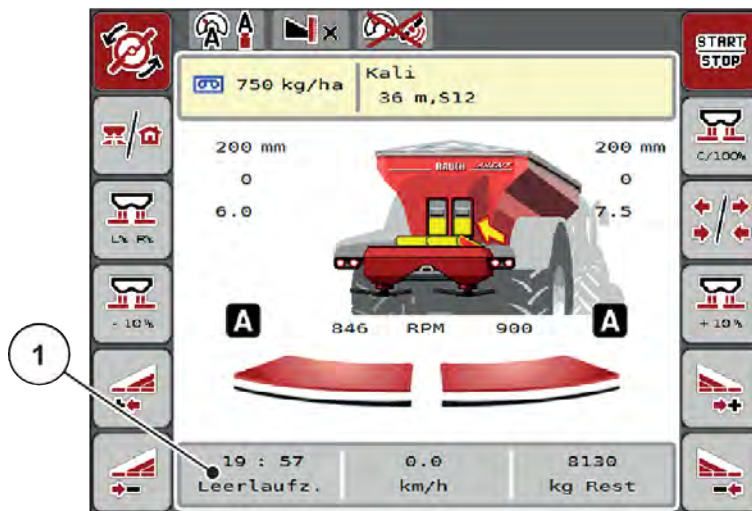 A A × START
STOP
750 kg/ha Kali
36 m,S12
200 mm 200 mm
0 0
6.0 7.5
RAUCH
C/100%
L% R%
- 10% + 10%
A 846 RPM 900 A
1
19 : 57 0.0 8130
Leerlaufz. km/h kg Rest